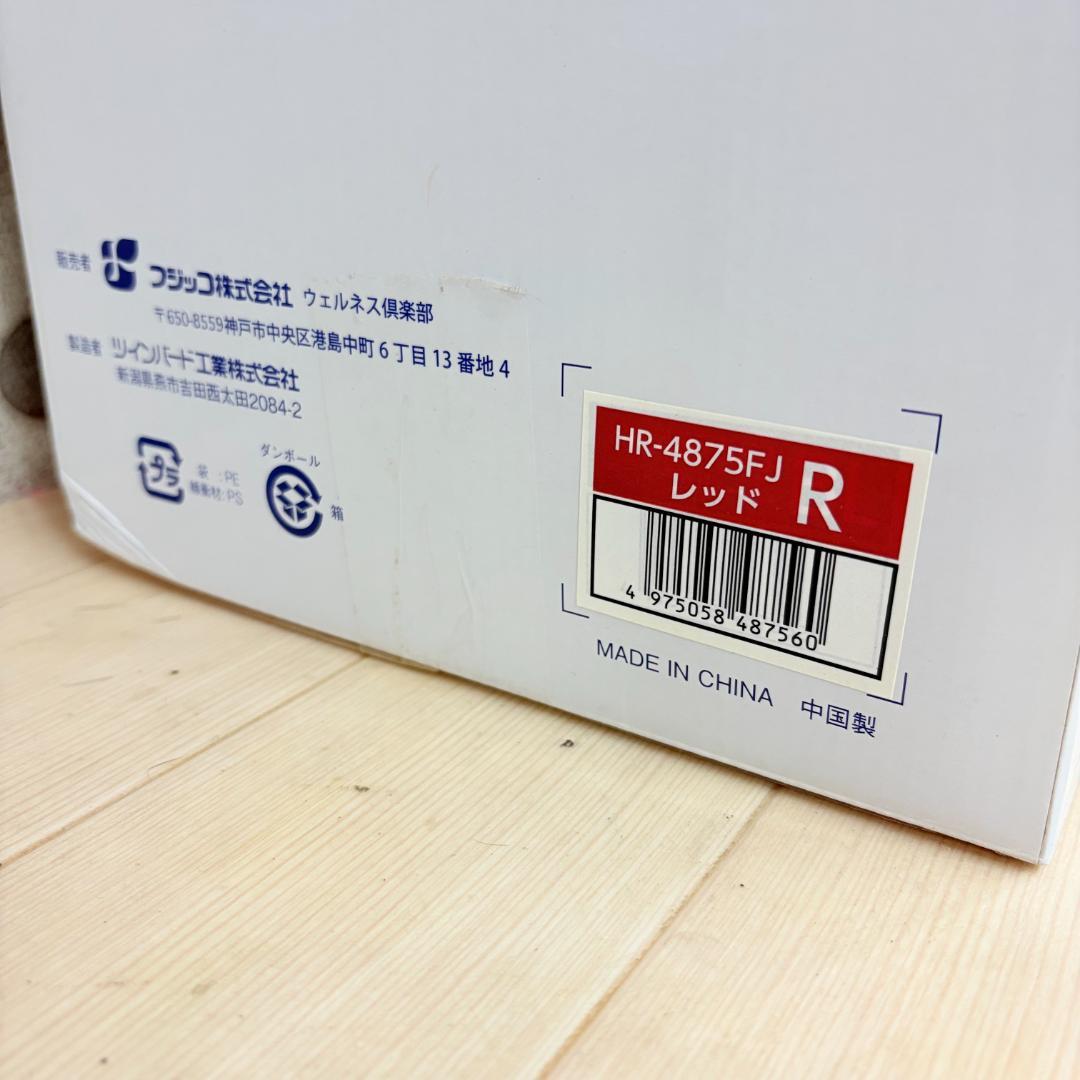 販売者 フジッコ株式会社 ウェルネス倶楽部
〒650-8559神戸市中央区港島中町6丁目13番地4
製造者 ツインバード工業株式会社
新潟県燕市吉田西太田2084-2
プラ
袋:PE
緩衝材:PS
ダンボール
箱
HR-4875FJ
レッド
R
4 975058 487560
MADE IN CHINA 中国製